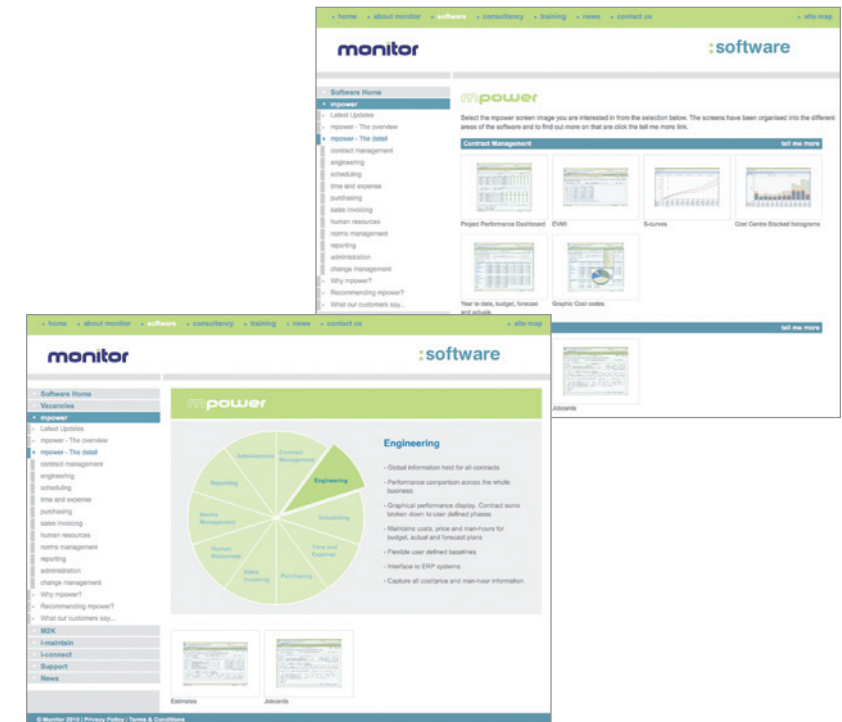 home about monitor software consultancy training news contact us site map
monitor
:software
Software Home
mpower
Latest Updates
mpower - The overview
mpower - The detail
contract management
engineering
scheduling
time and expense
purchasing
sales invoicing
human resources
norms management
reporting
administration
change management
Why mpower?
Recommending mpower?
What our customers say...
mpower
Select the mpower screen image you are interested in from the selection below. The screens have been organised into the different
areas of the software and to find out more on that are click the tell me more link.
Contract Management tell me more
Project Performance Dashboard EVMI S-curves Cost Centre Stacked histograms
Year to date, budget, forecast
and actuals
Graphic Cost codes
tell me more
Jobcards
home about monitor software consultancy training news contact us site map
monitor
:software
Software Home
Vacancies
mpower
Latest Updates
mpower - The overview
mpower - The detail
contract management
engineering
scheduling
time and expense
purchasing
sales invoicing
human resources
norms management
reporting
administration
change management
Why mpower?
Recommending mpower?
What our customers say...
M2K
i-maintain
i-connect
Support
News
mpower
Administration
Contract
Management
Engineering
Scheduling
Expense
Purchasing
Sales
Invoicing
Human
Resources
Norms
Management
Reporting
Engineering
- Global information held for all contracts
- Performance comparison across the whole
business
- Graphical performance display. Contract sums
broken down to user defined phases
- Maintains costs, price and man-hours for
budget, actual and forecast plans
- Flexible user defined baselines
- Interface to ERP systems
- Capture all cost/price and man-hour information
Estimates Jobcards
© Monitor 2010 | Privacy Policy | Terms & Conditions